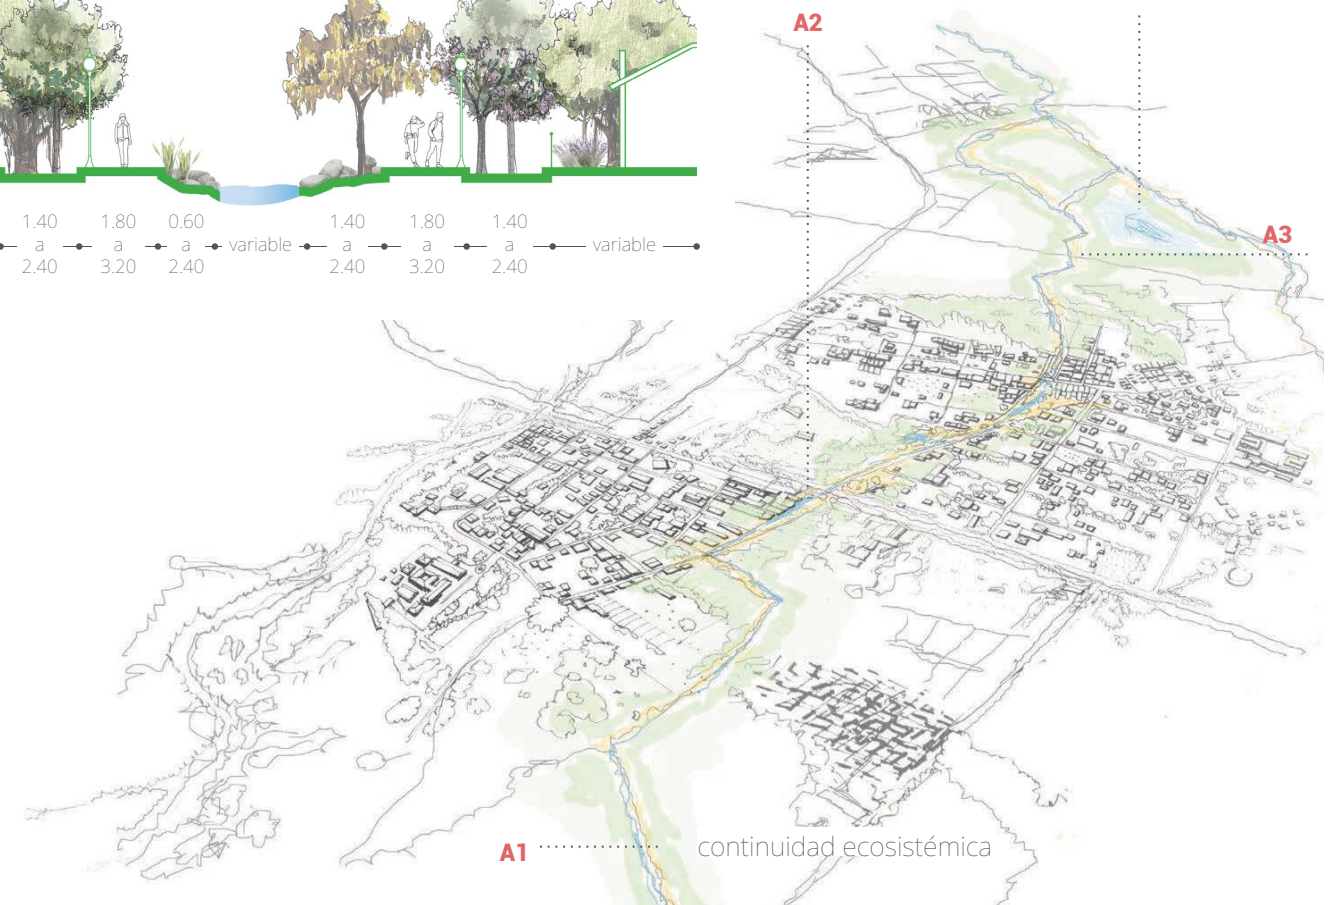 A2
A3
1.40 1.80 0.60 1.40 1.80 1.40
a a a variable a a a variable
2.40 3.20 2.40 2.40 3.20 2.40
A1
continuidad ecosistémica